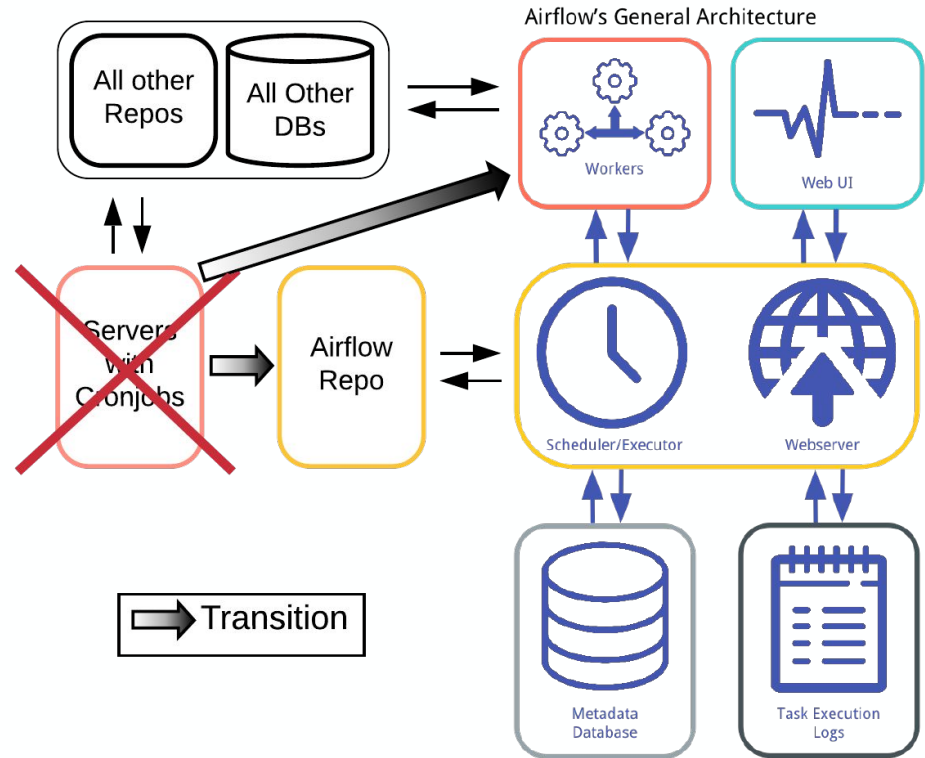 Airflow's General Architecture
All other
Repos
All Other
DBs
Workers
Web UI
Servers
with
Cronjobs
Airflow
Repo
Scheduler/Executor
Webserver
Transition
Metadata
Database
Task Execution
Logs